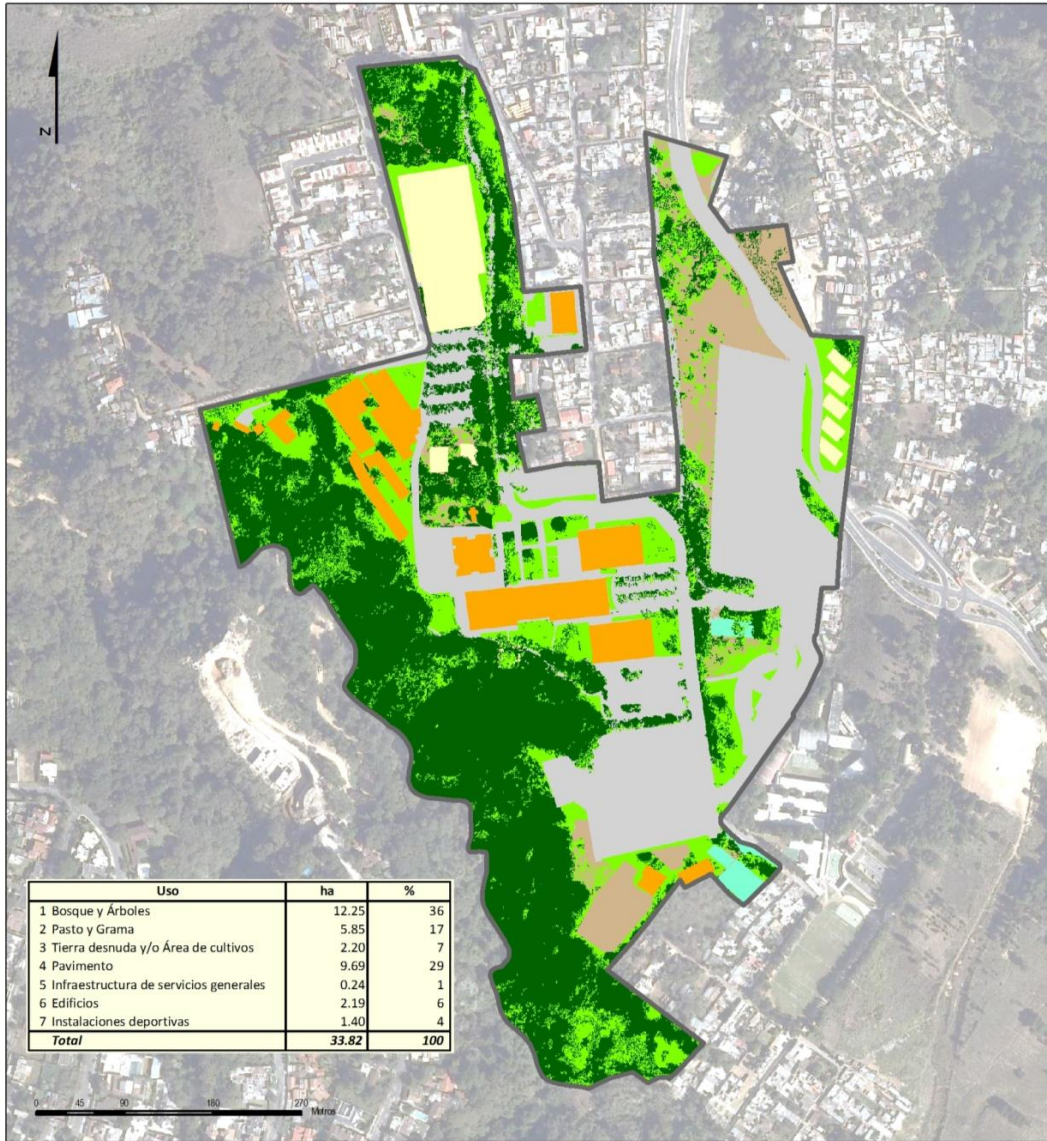 N
Uso ha %
1 Bosque y Árboles 12.25 36
2 Pasto y Grama 5.85 17
3 Tierra desnuda y/o Área de cultivos 2.20 7
4 Pavimento 9.69 29
5 Infraestructura de servicios generales 0.24 1
6 Edificios 2.19 6
7 Instalaciones deportivas 1.40 4
Total 33.82 100
0 45 90 180 270
Metros